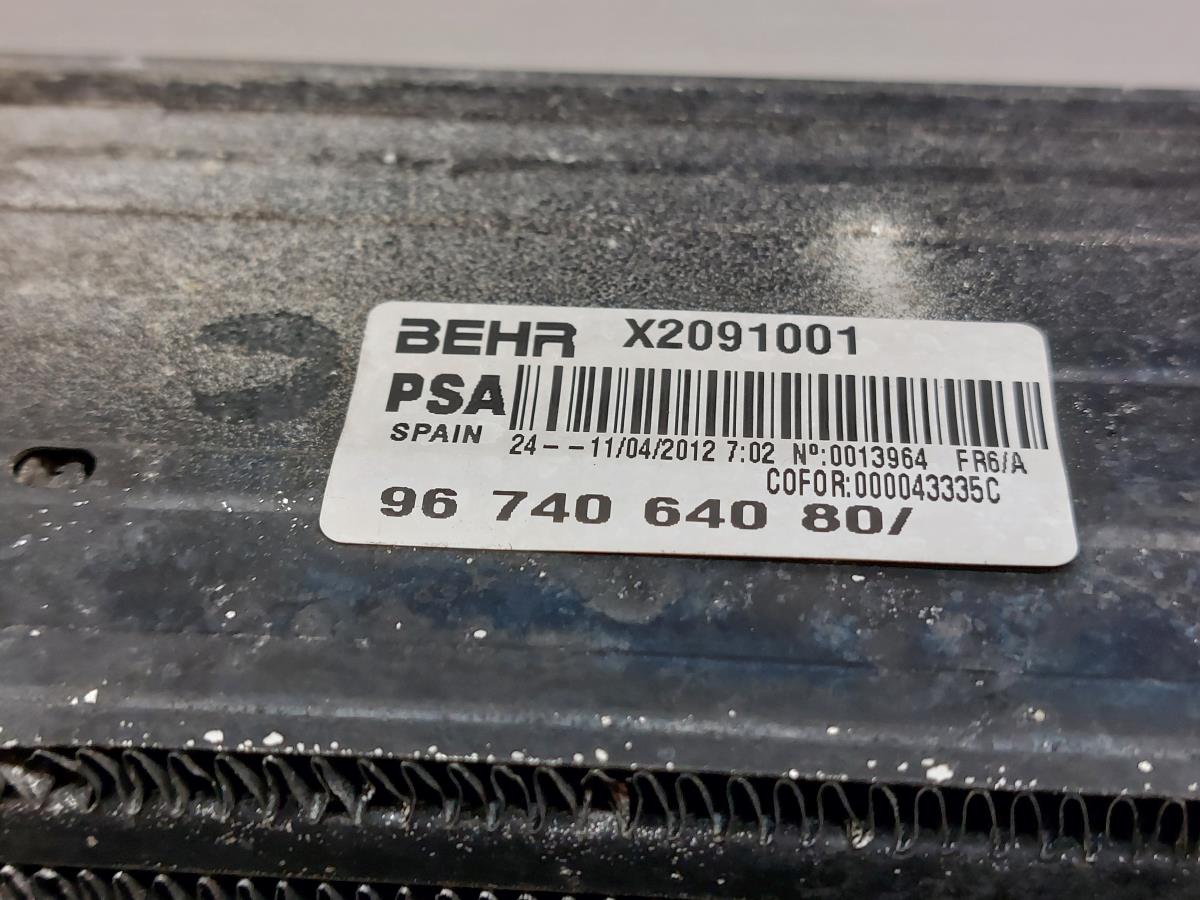 BEHR X2091001
PSA
SPAIN 24--11/04/2012 7:02 Nº:0013964 FR6/A
COFOR:000043335C
96 740 640 80/